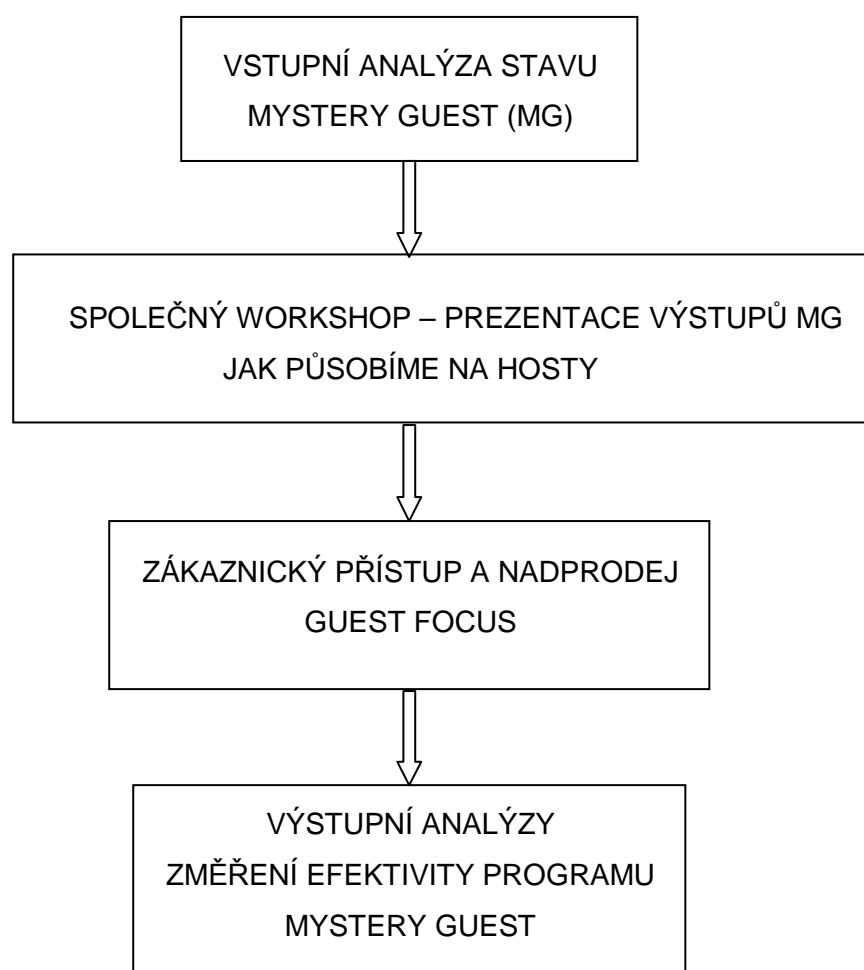 VSTUPNÍ ANALÝZA STAVU
MYSTERY GUEST (MG)
SPOLEČNÝ WORKSHOP – PREZENTACE VÝSTUPŮ MG
JAK PŮSOBÍME NA HOSTY
ZÁKAZNICKÝ PŘÍSTUP A NADPRODEJ
GUEST FOCUS
VÝSTUPNÍ ANALÝZY
ZMĚŘENÍ EFEKTIVITY PROGRAMU
MYSTERY GUEST